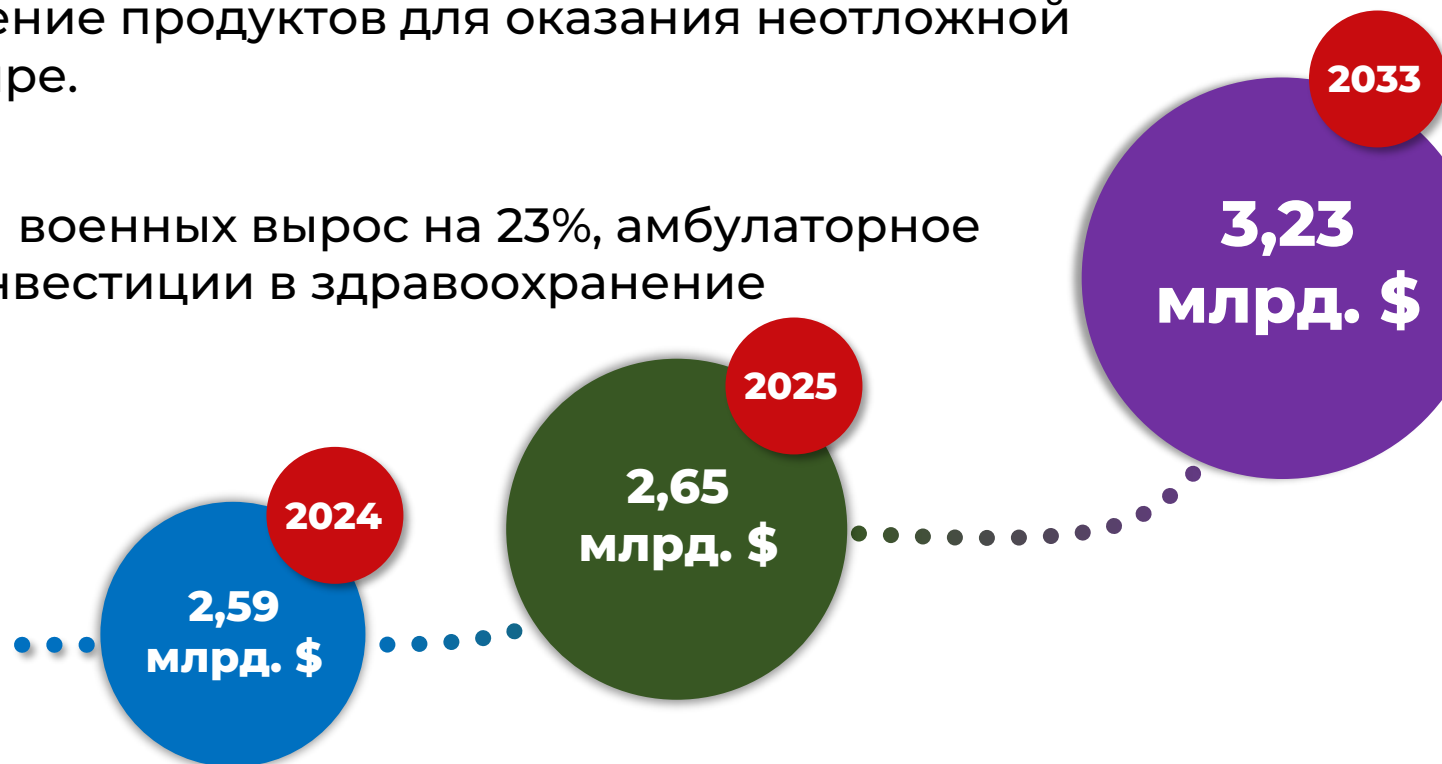 ение продуктов для оказания неотложной
ире.
военных вырос на 23%, амбулаторное
нвестиции в здравоохранение
2033
3,23
млрд. $
2025
2,65
млрд. $
2024
2,59
млрд. $